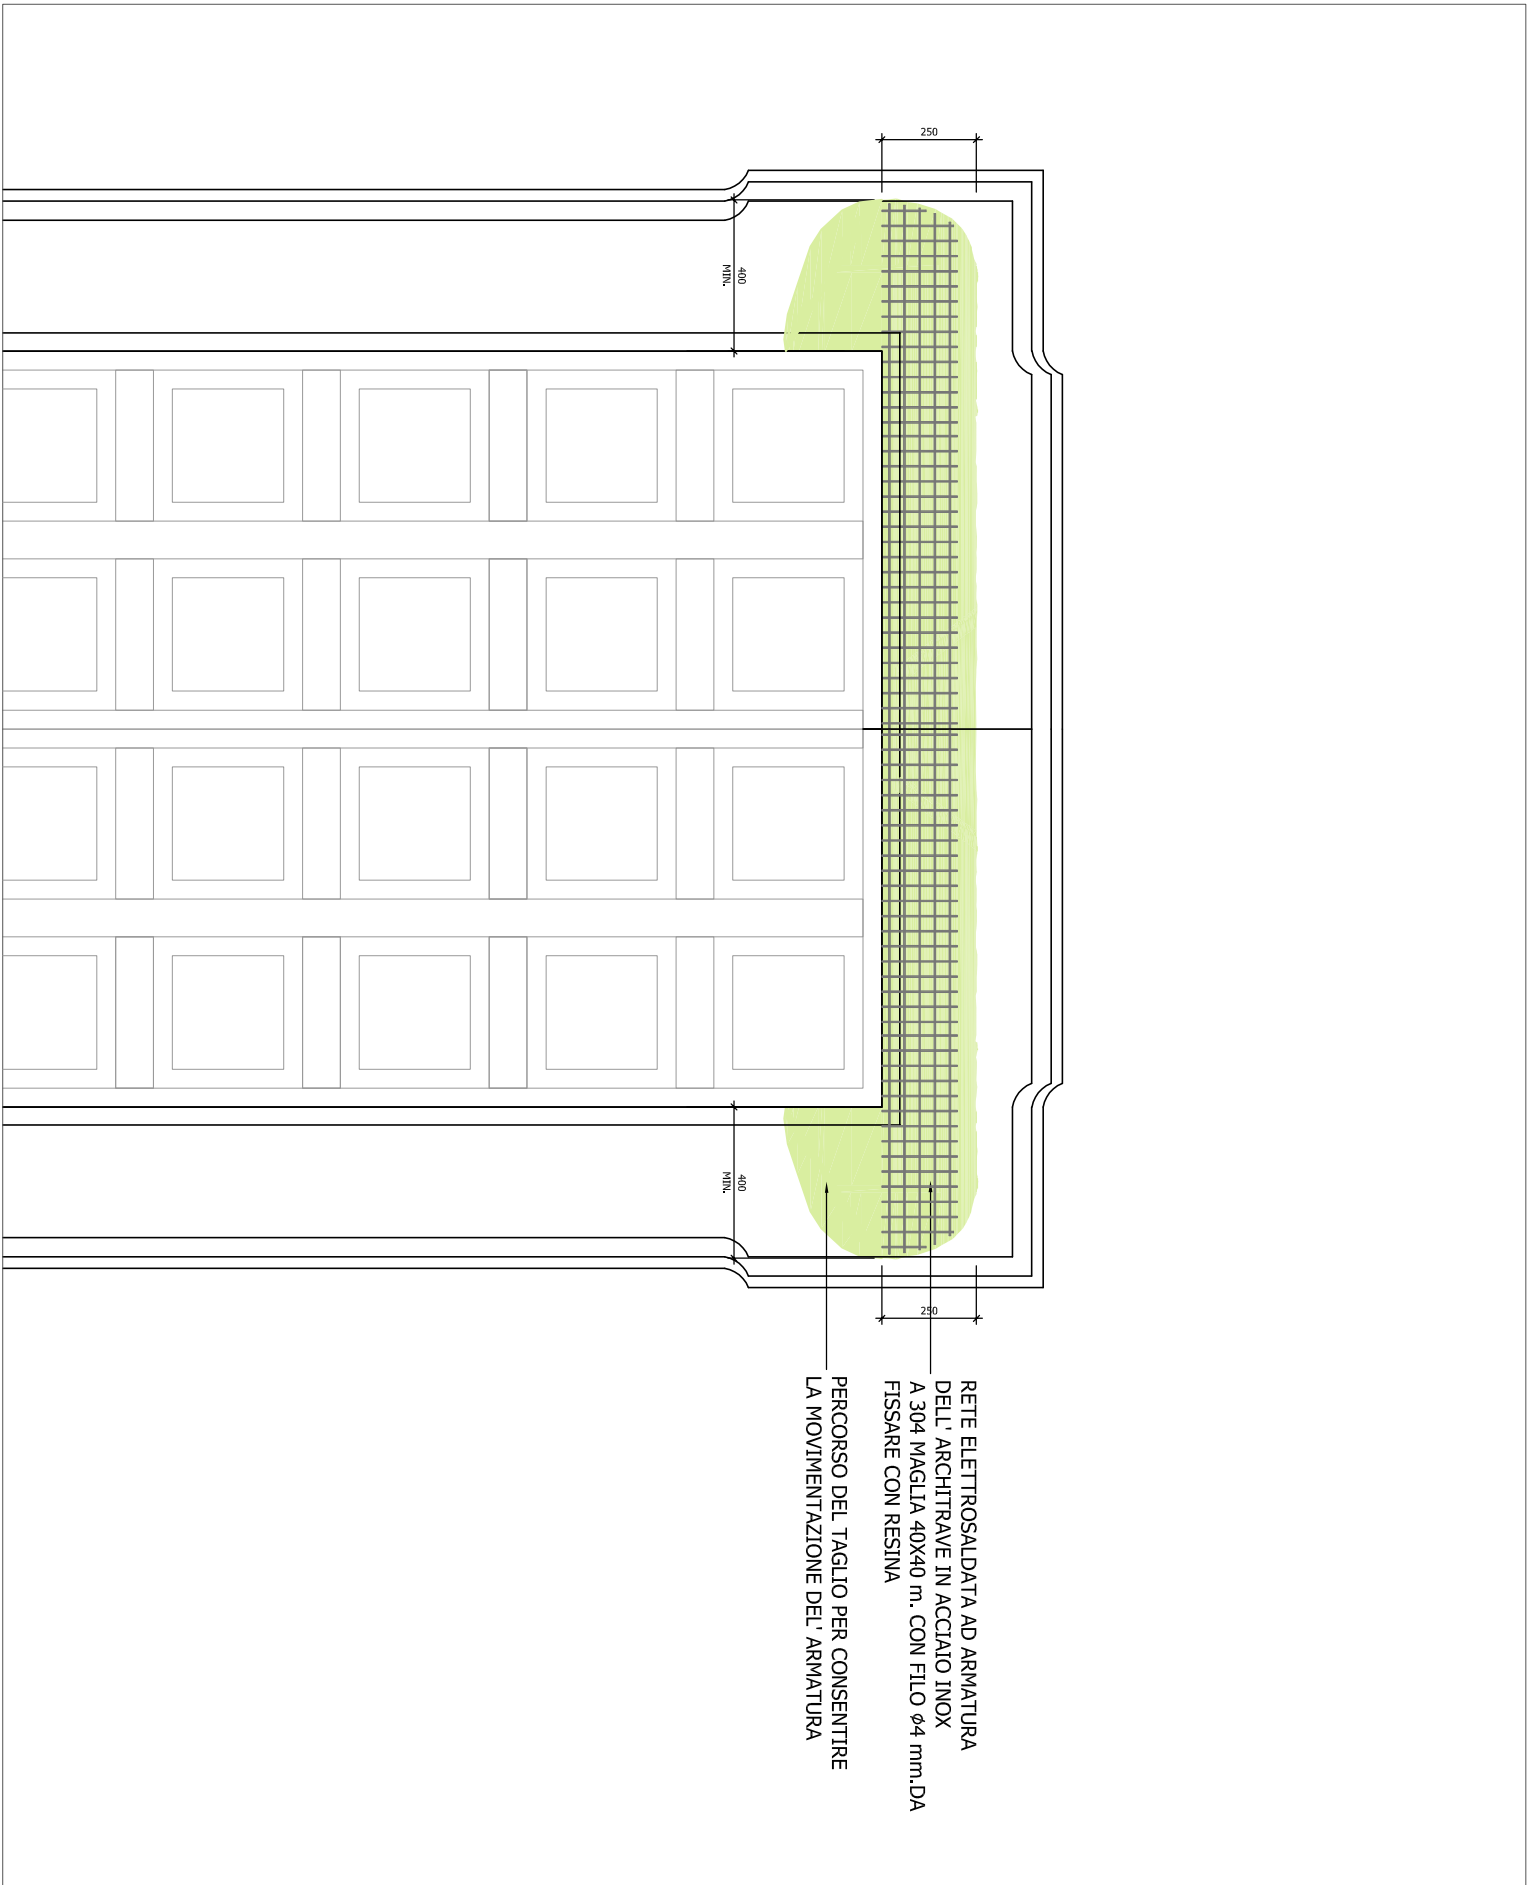 250
400
MIN.
400
MIN.
250
RETE ELETTROSALDATA AD ARMATURA
DELL' ARCHITRAVE IN ACCIAIO INOX
A 304 MAGLIA 40X40 m. CON FILO Ø4 mm.DA
FISSARE CON RESINA
PERCORSO DEL TAGLIO PER CONSENTIRE
LA MOVIMENTAZIONE DEL' ARMATURA